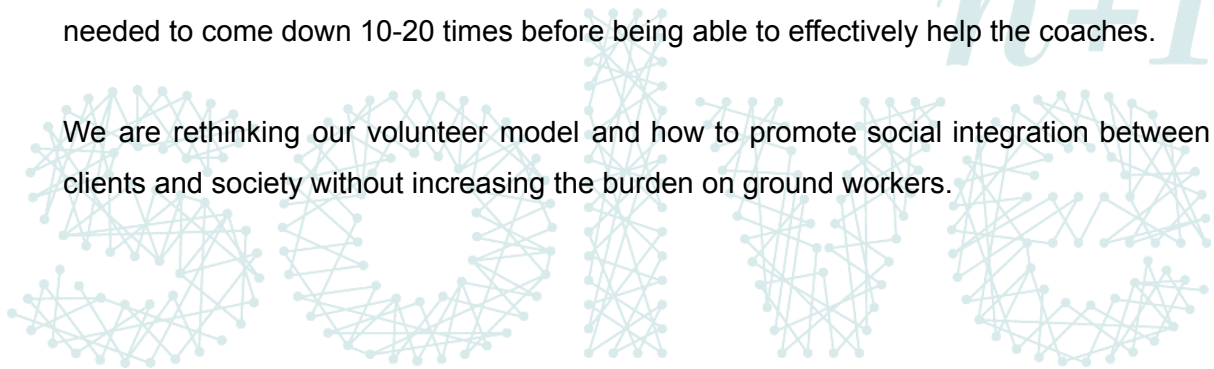 n+1
needed to come down 10-20 times before being able to effectively help the coaches.
We are rethinking our volunteer model and how to promote social integration between
clients and society without increasing the burden on ground workers.
solve